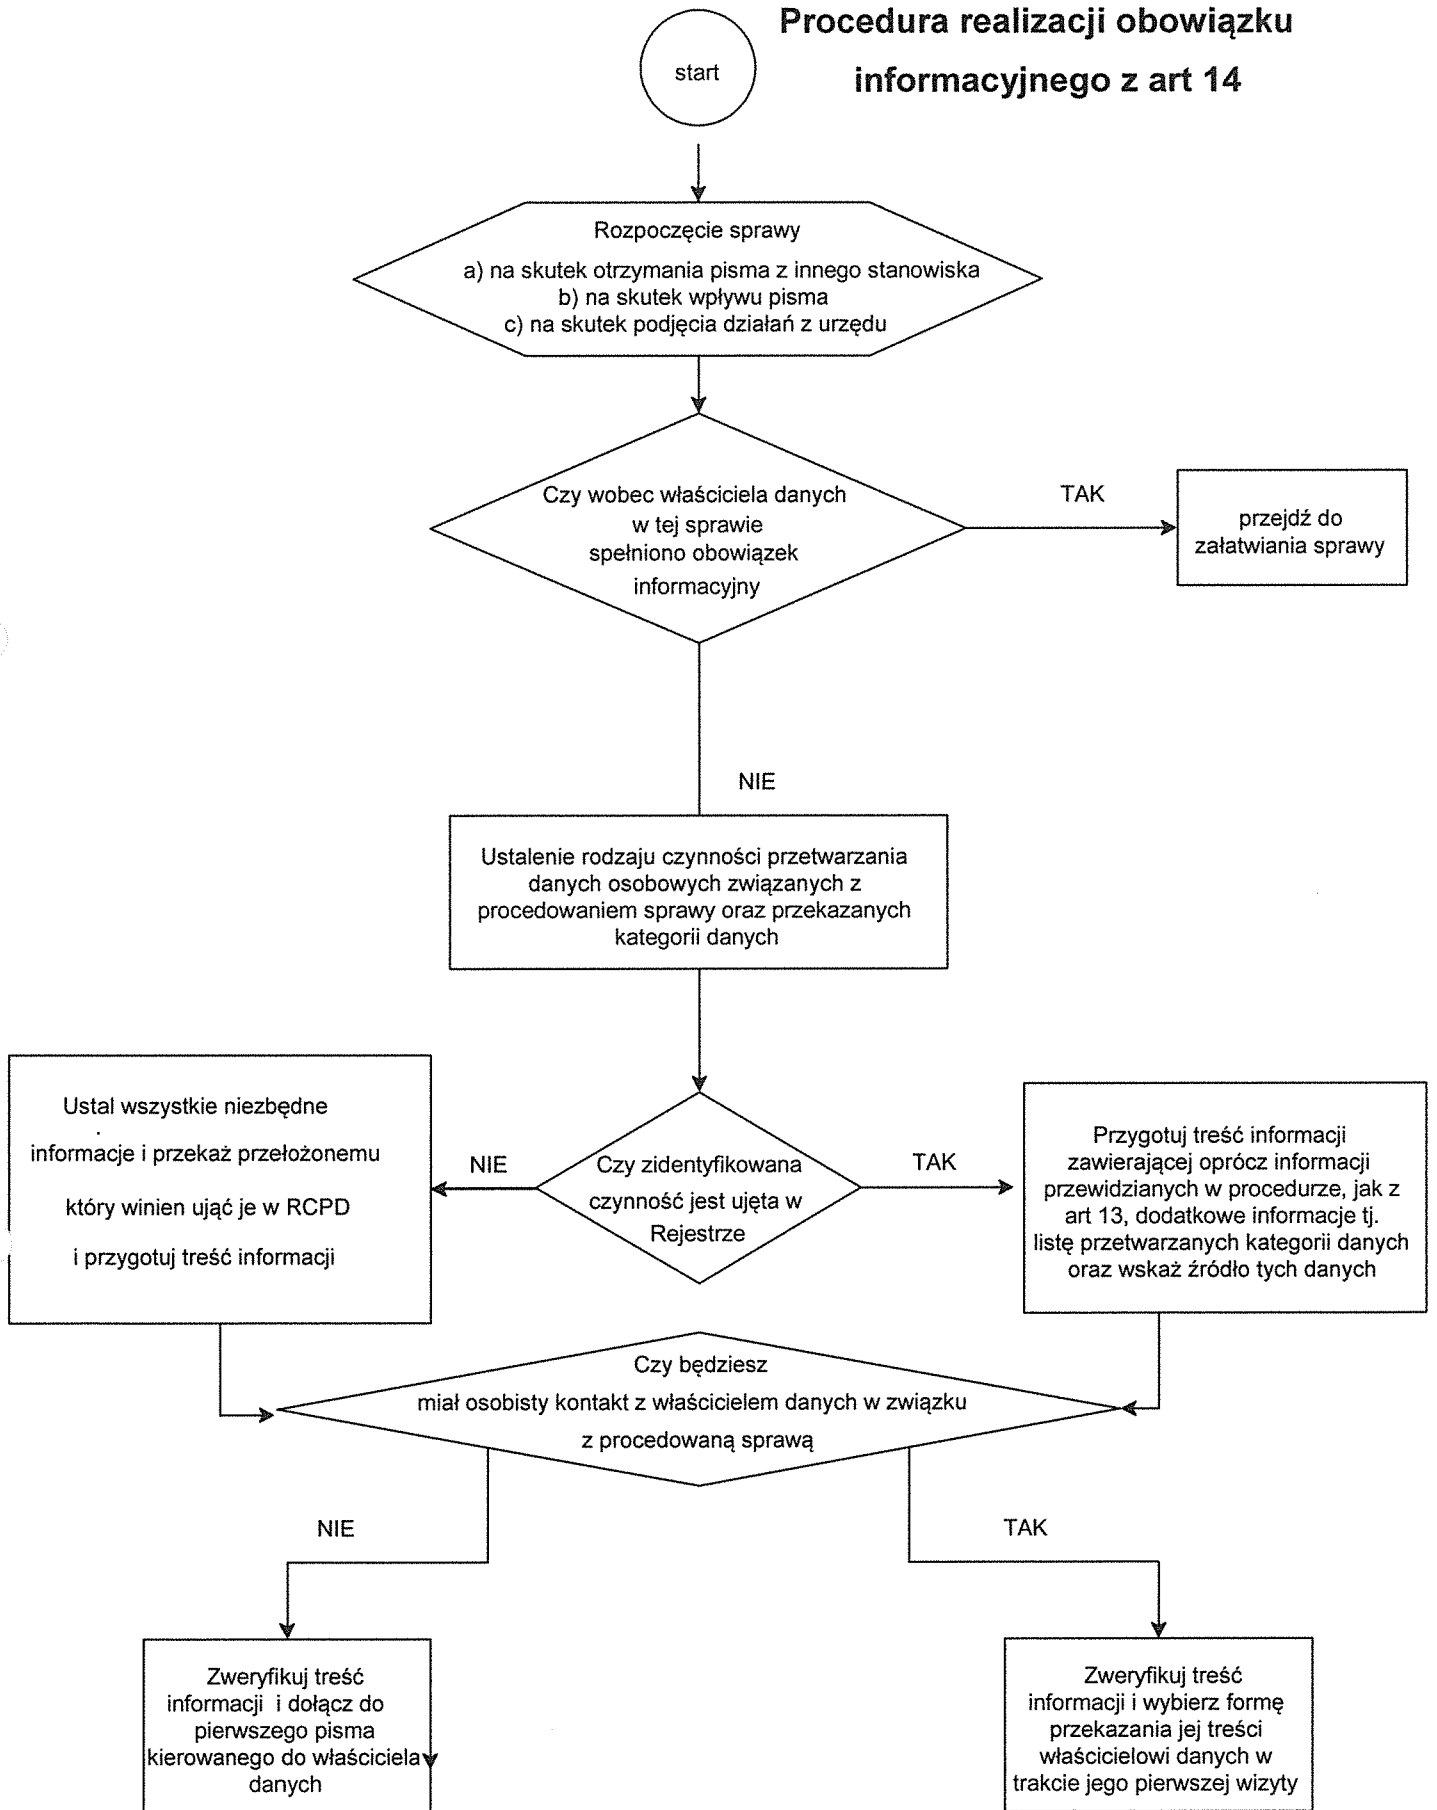 Procedura realizacji obowiązku
informacyjnego z art 14
start
Rozpoczęcie sprawy
a) na skutek otrzymania pisma z innego stanowiska
b) na skutek wpływu pisma
c) na skutek podjęcia działań z urzędu
Czy wobec właściciela danych
w tej sprawie
spełniono obowiązek
informacyjny
TAK
przejdź do
załatwiania sprawy
NIE
Ustalenie rodzaju czynności przetwarzania
danych osobowych związanych z
procedowaniem sprawy oraz przekazanych
kategorii danych
Ustal wszystkie niezbędne
informacje i przekaż przełożonemu
który winien ująć je w RCPD
i przygotuj treść informacji
NIE
Czy zidentyfikowana
czynność jest ujęta w
Rejestrze
TAK
Przygotuj treść informacji
zawierającej oprócz informacji
przewidzianych w procedurze, jak z
art 13, dodatkowe informacje tj.
listę przetwarzanych kategorii danych
oraz wskaż źródło tych danych
Czy będziesz
miał osobisty kontakt z właścicielem danych w związku
z procedowaną sprawą
NIE
TAK
Zweryfikuj treść
informacji i dołącz do
pierwszego pisma
kierowanego do właściciela
danych
Zweryfikuj treść
informacji i wybierz formę
przekazania jej treści
właścicielowi danych w
trakcie jego pierwszej wizyty